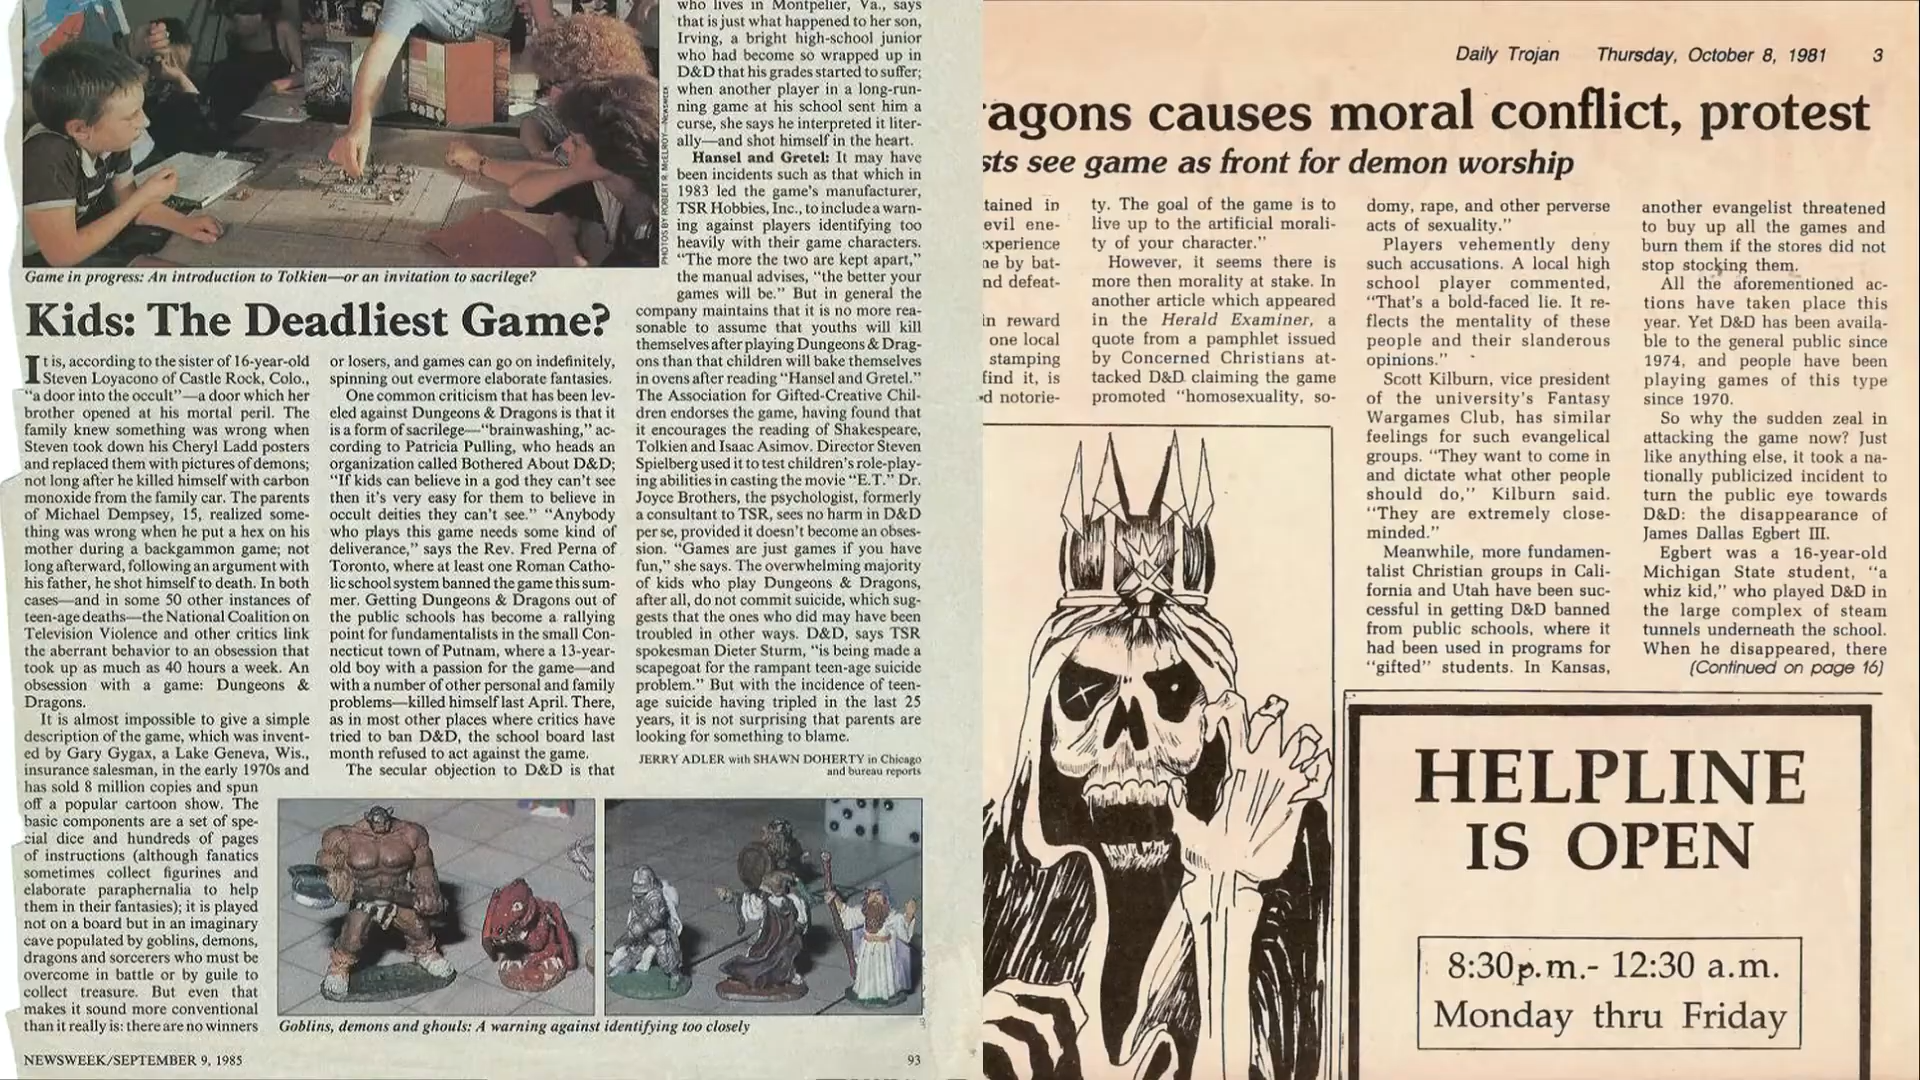 who lives in Montpelier, Va., says
that is just what happened to her son,
Irving, a bright high-school junior
who had become so wrapped up in
D&D that his grades started to suffer;
when another player in a long-run-
ning game at his school sent him a
curse, she says he interpreted it liter-
ally—and shot himself in the heart.
Hansel and Gretel: It may have
been incidents such as that which in
1983 led the game's manufacturer,
TSR Hobbies, Inc., to include a warn-
ing against players identifying too
heavily with their game characters.
"The more the two are kept apart,"
the manual advises, "the better your
games will be." But in general the
company maintains that it is no more rea-
sonable to assume that youths will kill
themselves after playing Dungeons & Drag-
ons than that children will bake themselves
in ovens after reading "Hansel and Gretel."
The Association for Gifted-Creative Chil-
dren endorses the game, having found that
it encourages the reading of Shakespeare,
Tolkien and Isaac Asimov. Director Steven
Spielberg used it to test children's role-play-
ing abilities in casting the movie "E.T." Dr.
Joyce Brothers, the psychologist, formerly
a consultant to TSR, sees no harm in D&D
per se, provided it doesn't become an obses-
sion. "Games are just games if you have
fun," she says. The overwhelming majority
of kids who play Dungeons & Dragons,
after all, do not commit suicide, which sug-
gests that the ones who did may have been
troubled in other ways. D&D, says TSR
spokesman Dieter Sturm, "is being made a
scapegoat for the rampant teen-age suicide
problem." But with the incidence of teen-
age suicide having tripled in the last 25
years, it is not surprising that parents are
looking for something to blame.
JERRY ADLER with SHAWN DOHERTY in Chicago
and bureau reports
PHOTOS BY ROBERT R. McELROY—NEWSWEEK
Game in progress: An introduction to Tolkien—or an invitation to sacrilege?
Kids: The Deadliest Game?
It is, according to the sister of 16-year-old
Steven Loyacono of Castle Rock, Colo.,
"a door into the occult"—a door which her
brother opened at his mortal peril. The
family knew something was wrong when
Steven took down his Cheryl Ladd posters
and replaced them with pictures of demons;
not long after he killed himself with carbon
monoxide from the family car. The parents
of Michael Dempsey, 15, realized some-
thing was wrong when he put a hex on his
mother during a backgammon game; not
long afterward, following an argument with
his father, he shot himself to death. In both
cases—and in some 50 other instances of
teen-age deaths—the National Coalition on
Television Violence and other critics link
the aberrant behavior to an obsession that
took up as much as 40 hours a week. An
obsession with a game: Dungeons &
Dragons.
It is almost impossible to give a simple
description of the game, which was invent-
ed by Gary Gygax, a Lake Geneva, Wis.,
insurance salesman, in the early 1970s and
has sold 8 million copies and spun
off a popular cartoon show. The
basic components are a set of spe-
cial dice and hundreds of pages
of instructions (although fanatics
sometimes collect figurines and
elaborate paraphernalia to help
them in their fantasies); it is played
not on a board but in an imaginary
cave populated by goblins, demons,
dragons and sorcerers who must be
overcome in battle or by guile to
collect treasure. But even that
makes it sound more conventional
than it really is: there are no winners
or losers, and games can go on indefinitely,
spinning out evermore elaborate fantasies.
One common criticism that has been lev-
eled against Dungeons & Dragons is that it
is a form of sacrilege—"brainwashing," ac-
cording to Patricia Pulling, who heads an
organization called Bothered About D&D;
"If kids can believe in a god they can't see
then it's very easy for them to believe in
occult deities they can't see." "Anybody
who plays this game needs some kind of
deliverance," says the Rev. Fred Perna of
Toronto, where at least one Roman Catho-
lic school system banned the game this sum-
mer. Getting Dungeons & Dragons out of
the public schools has become a rallying
point for fundamentalists in the small Con-
necticut town of Putnam, where a 13-year-
old boy with a passion for the game—and
with a number of other personal and family
problems—killed himself last April. There,
as in most other places where critics have
tried to ban D&D, the school board last
month refused to act against the game.
The secular objection to D&D is that
Goblins, demons and ghouls: A warning against identifying too closely
NEWSWEEK/SEPTEMBER 9, 1985
93
Daily Trojan Thursday, October 8, 1981 3
agons causes moral conflict, protest
sts see game as front for demon worship
tained in
evil ene-
xperience
ne by bat-
nd defeat-
in reward
one local
stamping
find it, is
d notorie-
ty. The goal of the game is to
live up to the artificial morali-
ty of your character."
However, it seems there is
more then morality at stake. In
another article which appeared
in the Herald Examiner, a
quote from a pamphlet issued
by Concerned Christians at-
tacked D&D claiming the game
promoted "homosexuality, so-
domy, rape, and other perverse
acts of sexuality."
Players vehemently deny
such accusations. A local high
school player commented,
"That's a bold-faced lie. It re-
flects the mentality of these
people and their slanderous
opinions."
Scott Kilburn, vice president
of the university's Fantasy
Wargames Club, has similar
feelings for such evangelical
groups. "They want to come in
and dictate what other people
should do," Kilburn said.
"They are extremely close-
minded."
Meanwhile, more fundamen-
talist Christian groups in Cali-
fornia and Utah have been suc-
cessful in getting D&D banned
from public schools, where it
had been used in programs for
"gifted" students. In Kansas,
another evangelist threatened
to buy up all the games and
burn them if the stores did not
stop stocking them.
All the aforementioned ac-
tions have taken place this
year. Yet D&D has been availa-
ble to the general public since
1974, and people have been
playing games of this type
since 1970.
So why the sudden zeal in
attacking the game now? Just
like anything else, it took a na-
tionally publicized incident to
turn the public eye towards
D&D: the disappearance of
James Dallas Egbert III.
Egbert was a 16-year-old
Michigan State student, "a
whiz kid," who played D&D in
the large complex of steam
tunnels underneath the school.
When he disappeared, there
(Continued on page 16)
HELPLINE
IS OPEN
8:30p.m.- 12:30 a.m.
Monday thru Friday